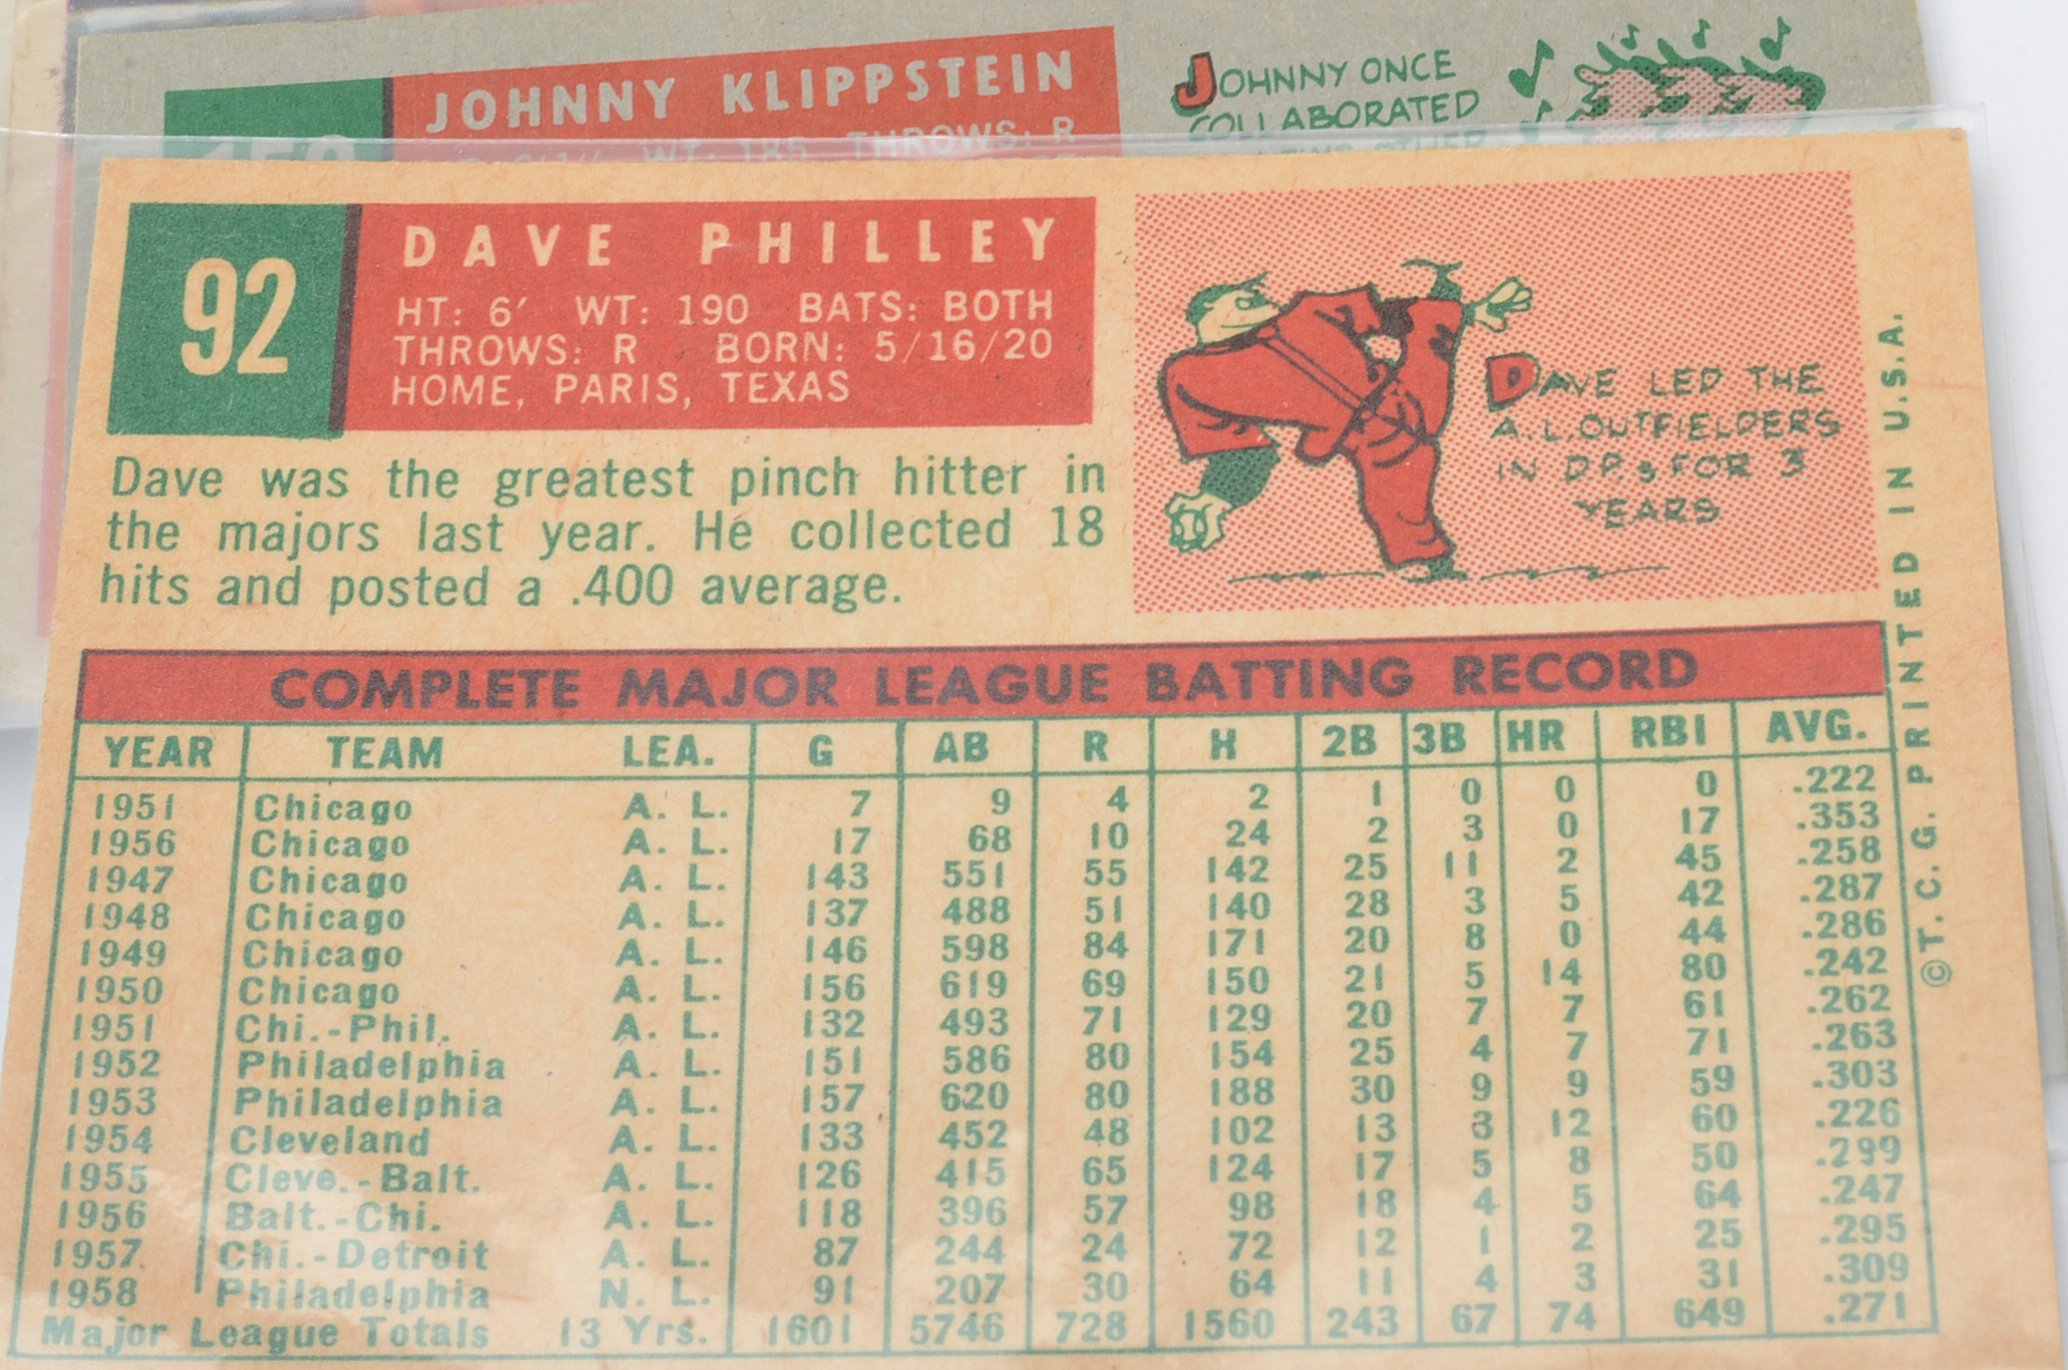 JOHNNY KLIPPSTEIN
WT: 185 THROWS: R
JOHNNY ONCE
COLLABORATED
92
DAVE PHILLEY
HT: 6' WT: 190 BATS: BOTH
THROWS: R BORN: 5/16/20
HOME, PARIS, TEXAS
DAVE LED THE
A.L. OUTFIELDERS
IN D.P.s FOR 3
YEARS
Dave was the greatest pinch hitter in
the majors last year. He collected 18
hits and posted a .400 average.
COMPLETE MAJOR LEAGUE BATTING RECORD
YEAR TEAM LEA. G AB R H 2B 3B HR RBI AVG.
1951 Chicago A. L. 7 9 4 2 1 0 0 0 .222
1956 Chicago A. L. 17 68 10 24 2 3 0 17 .353
1947 Chicago A. L. 143 551 55 142 25 11 2 45 .258
1948 Chicago A. L. 137 488 51 140 28 3 5 42 .287
1949 Chicago A. L. 146 598 84 171 20 8 0 44 .286
1950 Chicago A. L. 156 619 69 150 21 5 14 80 .242
1951 Chi.-Phil. A. L. 132 493 71 129 20 7 7 61 .262
1952 Philadelphia A. L. 151 586 80 154 25 4 7 71 .263
1953 Philadelphia A. L. 157 620 80 188 30 9 9 59 .303
1954 Cleveland A. L. 133 452 48 102 13 3 12 60 .226
1955 Cleve.-Balt. A. L. 126 415 65 124 17 5 8 50 .299
1956 Balt.-Chi. A. L. 118 396 57 98 18 4 5 64 .247
1957 Chi.-Detroit A. L. 87 244 24 72 12 1 2 25 .295
1958 Philadelphia N. L. 91 207 30 64 11 4 3 31 .309
Major League Totals 13 Yrs. 1601 5746 728 1560 243 67 74 649 .271
©T. C. G. PRINTED IN U.S.A.